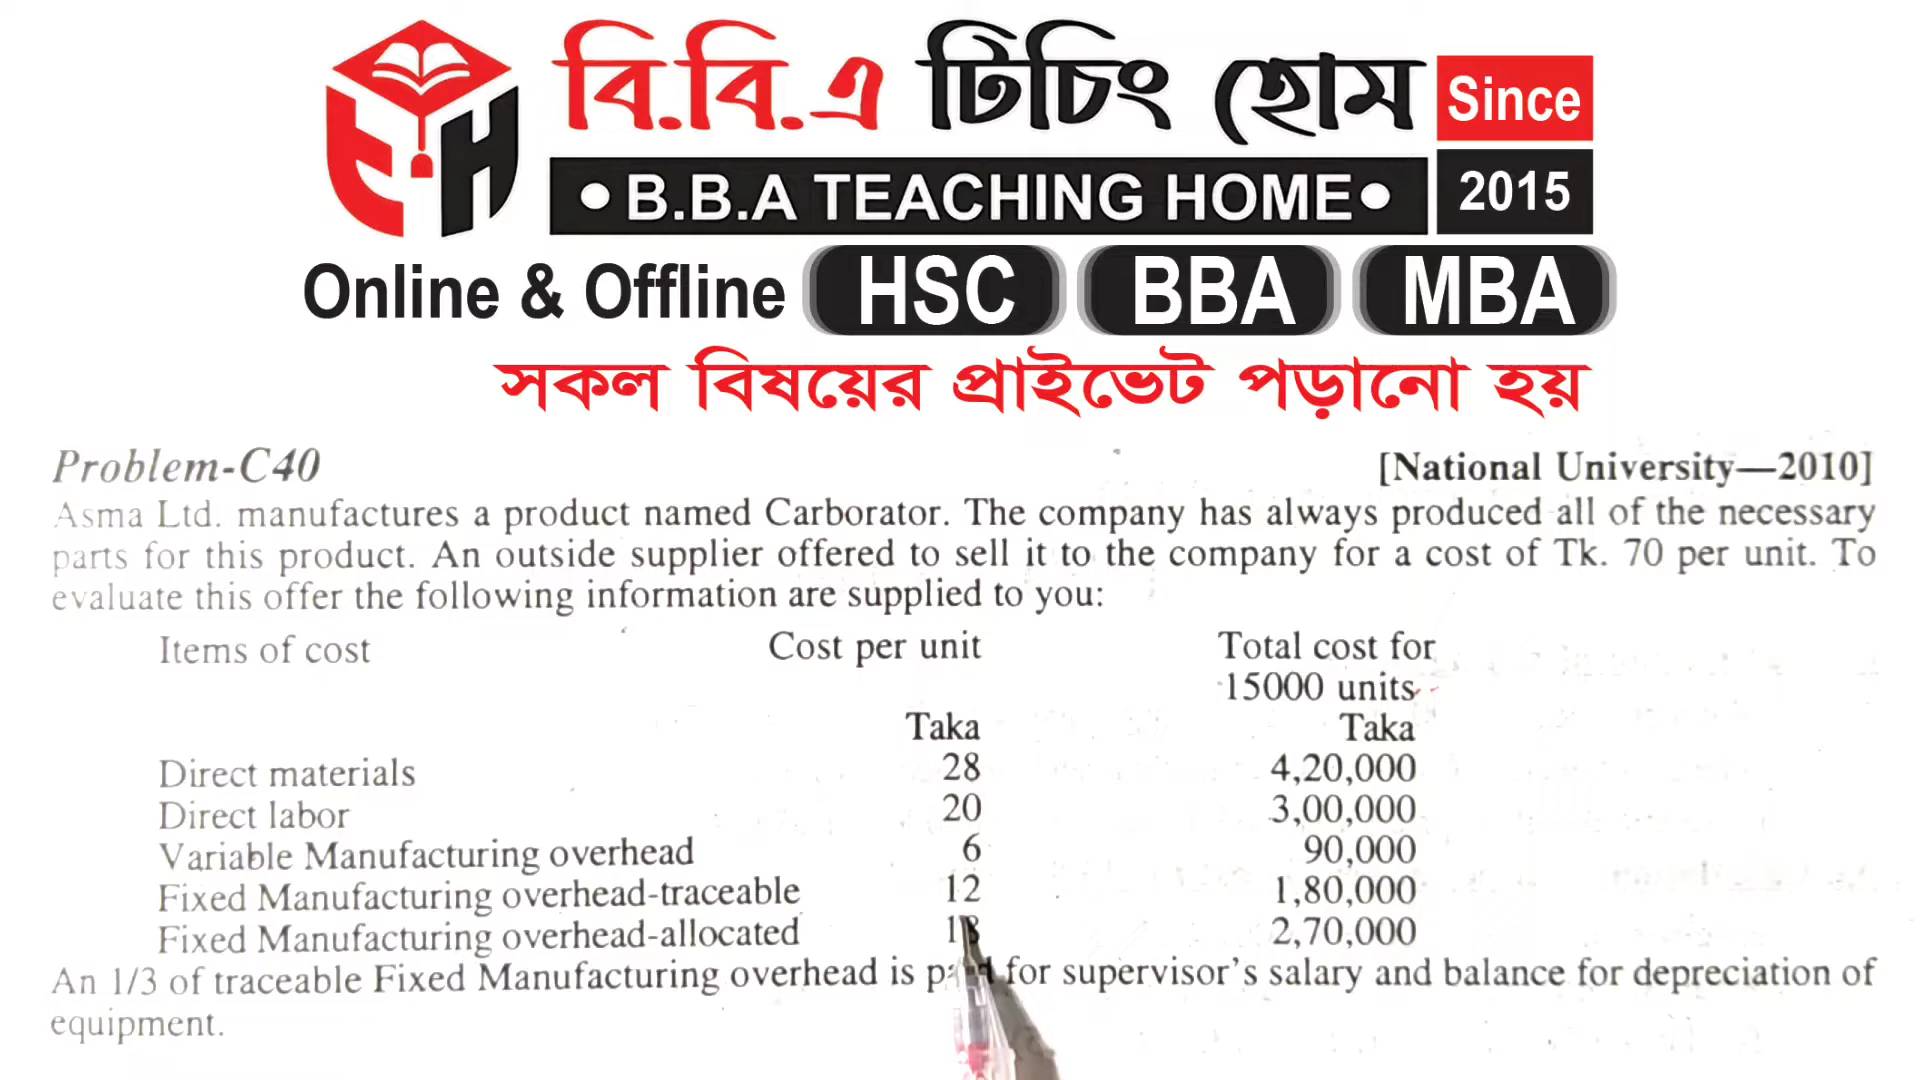 বি.বি.এ টিচিং হোম
Since
2015
• B.B.A TEACHING HOME •
Online & Offline HSC BBA MBA
সকল বিষয়ের প্রাইভেট পড়ানো হয়
Problem-C40 [National University—2010]
Asma Ltd. manufactures a product named Carborator. The company has always produced all of the necessary
parts for this product. An outside supplier offered to sell it to the company for a cost of Tk. 70 per unit. To
evaluate this offer the following information are supplied to you:
Items of cost Cost per unit Total cost for
15000 units
Taka Taka
Direct materials 28 4,20,000
Direct labor 20 3,00,000
Variable Manufacturing overhead 6 90,000
Fixed Manufacturing overhead-traceable 12 1,80,000
Fixed Manufacturing overhead-allocated 18 2,70,000
An 1/3 of traceable Fixed Manufacturing overhead is paid for supervisor's salary and balance for depreciation of
equipment.